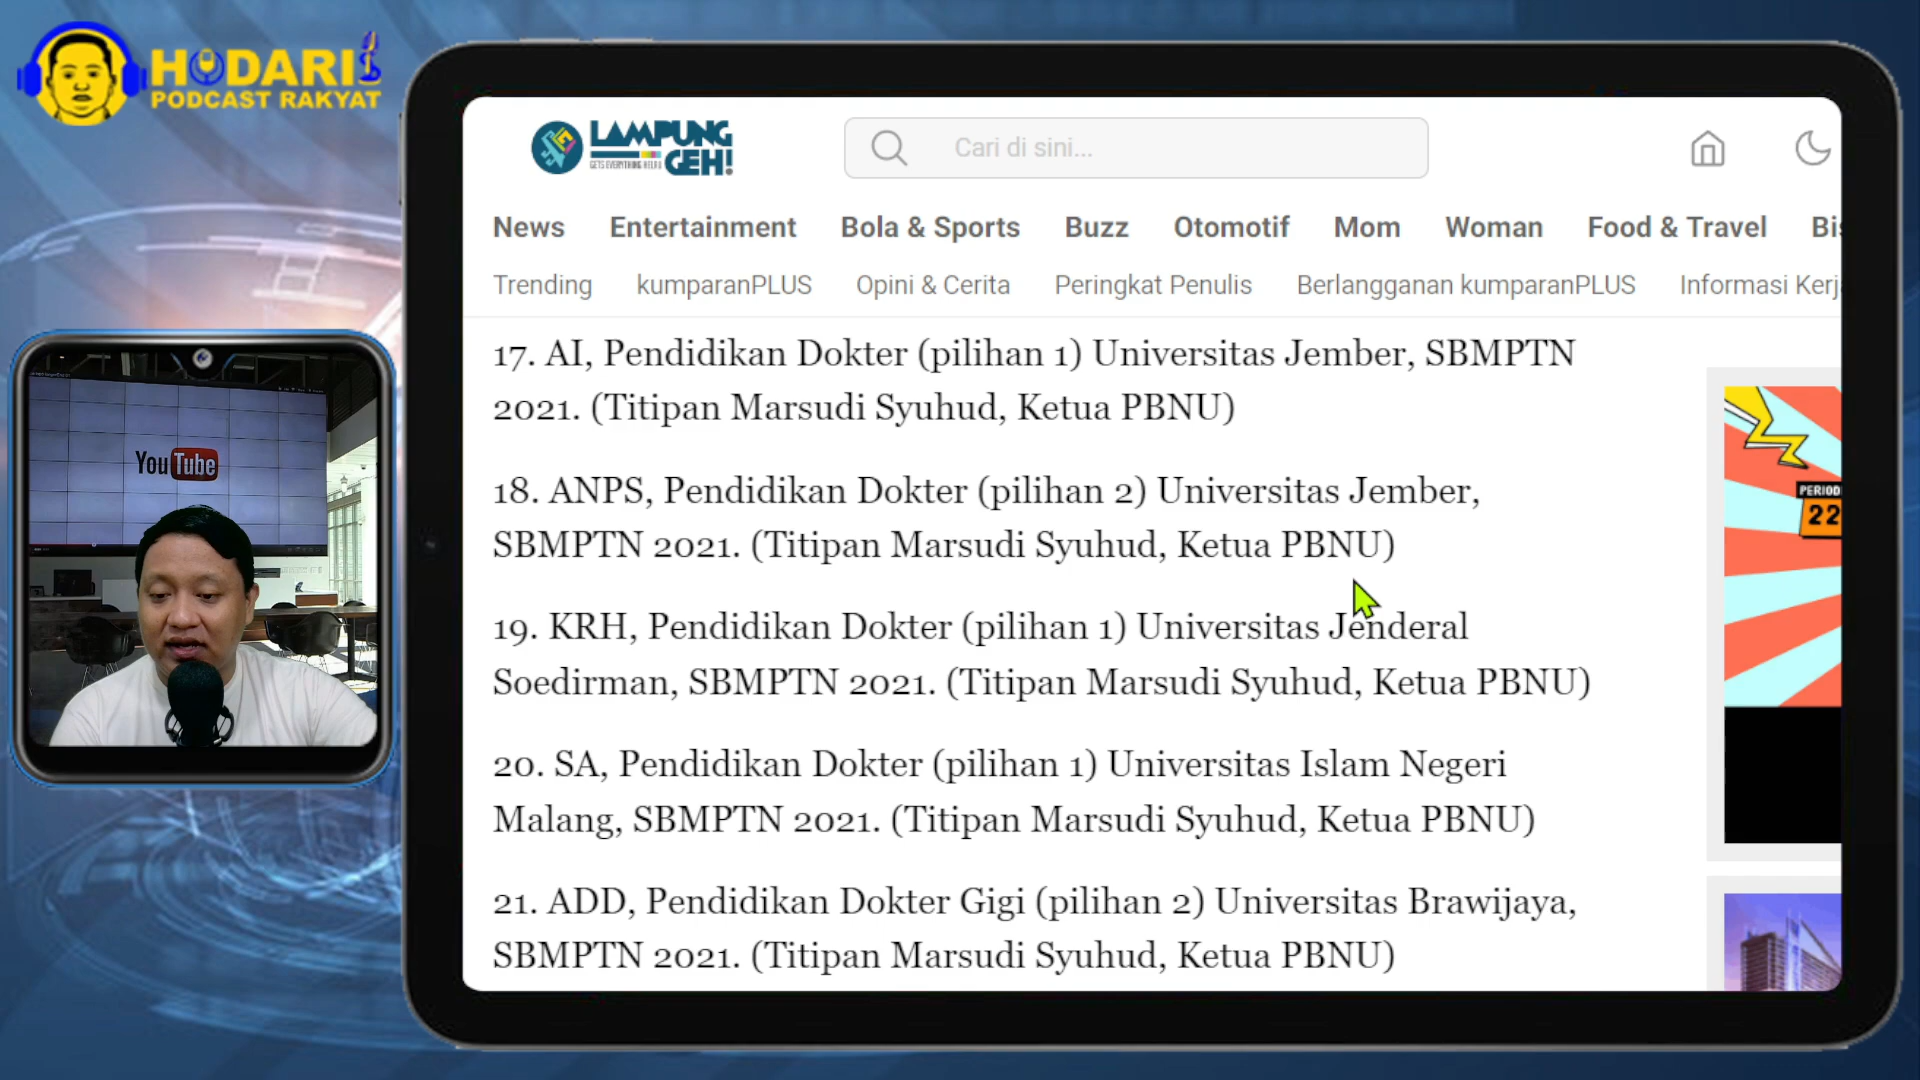 HODARI
PODCAST RAKYAT
YouTube
LAMPUNG
GEH!
Cari di sini...
News Entertainment Bola & Sports Buzz Otomotif Mom Woman Food & Travel Bis
Trending kumparanPLUS Opini & Cerita Peringkat Penulis Berlangganan kumparanPLUS Informasi Kerja
17. AI, Pendidikan Dokter (pilihan 1) Universitas Jember, SBMPTN
2021. (Titipan Marsudi Syuhud, Ketua PBNU)
18. ANPS, Pendidikan Dokter (pilihan 2) Universitas Jember,
SBMPTN 2021. (Titipan Marsudi Syuhud, Ketua PBNU)
19. KRH, Pendidikan Dokter (pilihan 1) Universitas Jenderal
Soedirman, SBMPTN 2021. (Titipan Marsudi Syuhud, Ketua PBNU)
20. SA, Pendidikan Dokter (pilihan 1) Universitas Islam Negeri
Malang, SBMPTN 2021. (Titipan Marsudi Syuhud, Ketua PBNU)
21. ADD, Pendidikan Dokter Gigi (pilihan 2) Universitas Brawijaya,
SBMPTN 2021. (Titipan Marsudi Syuhud, Ketua PBNU)
PERIOD
22